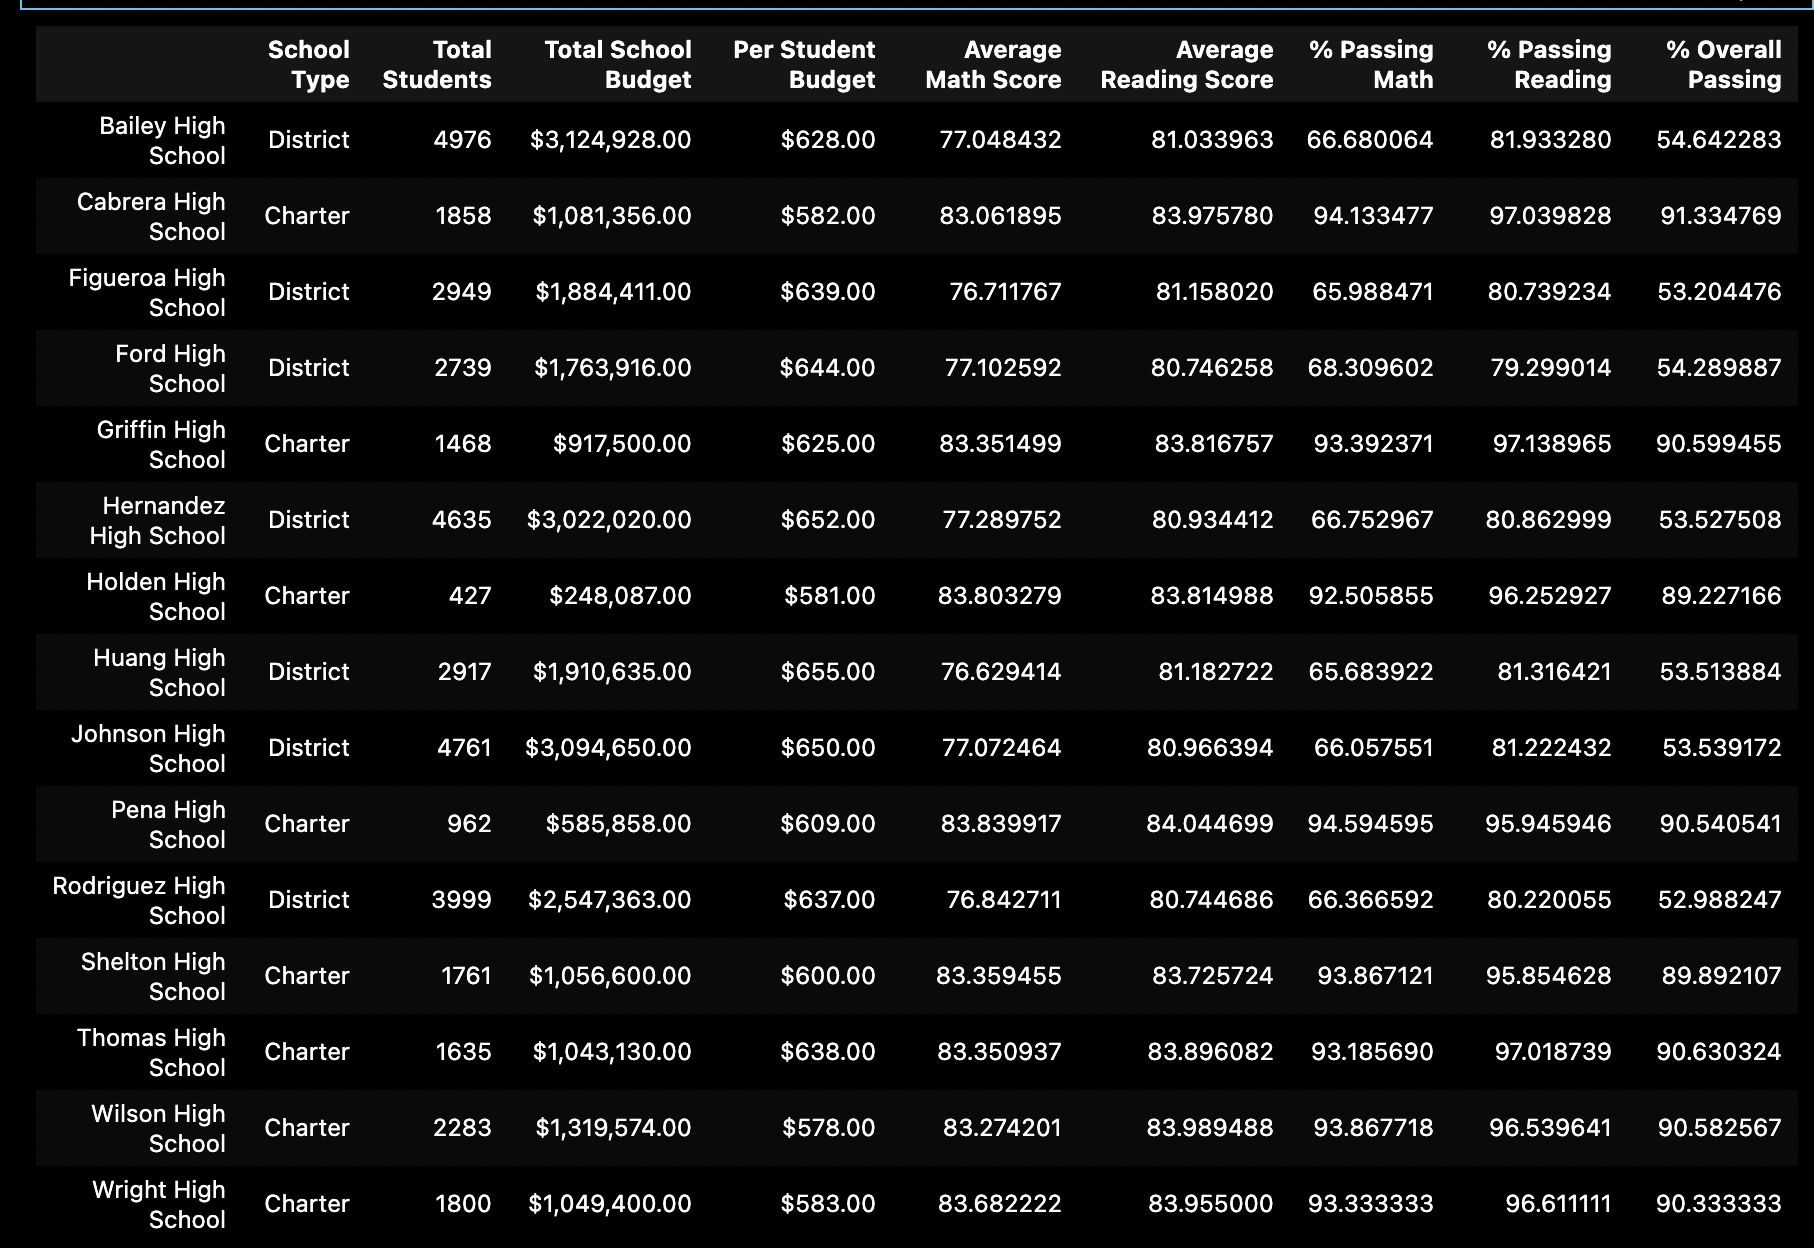 School Type Total Students Total School Budget Per Student Budget Average Math Score Average Reading Score % Passing Math % Passing Reading % Overall Passing
Bailey High School District 4976 $3,124,928.00 $628.00 77.048432 81.033963 66.680064 81.933280 54.642283
Cabrera High School Charter 1858 $1,081,356.00 $582.00 83.061895 83.975780 94.133477 97.039828 91.334769
Figueroa High School District 2949 $1,884,411.00 $639.00 76.711767 81.158020 65.988471 80.739234 53.204476
Ford High School District 2739 $1,763,916.00 $644.00 77.102592 80.746258 68.309602 79.299014 54.289887
Griffin High School Charter 1468 $917,500.00 $625.00 83.351499 83.816757 93.392371 97.138965 90.599455
Hernandez High School District 4635 $3,022,020.00 $652.00 77.289752 80.934412 66.752967 80.862999 53.527508
Holden High School Charter 427 $248,087.00 $581.00 83.803279 83.814988 92.505855 96.252927 89.227166
Huang High School District 2917 $1,910,635.00 $655.00 76.629414 81.182722 65.683922 81.316421 53.513884
Johnson High School District 4761 $3,094,650.00 $650.00 77.072464 80.966394 66.057551 81.222432 53.539172
Pena High School Charter 962 $585,858.00 $609.00 83.839917 84.044699 94.594595 95.945946 90.540541
Rodriguez High School District 3999 $2,547,363.00 $637.00 76.842711 80.744686 66.366592 80.220055 52.988247
Shelton High School Charter 1761 $1,056,600.00 $600.00 83.359455 83.725724 93.867121 95.854628 89.892107
Thomas High School Charter 1635 $1,043,130.00 $638.00 83.350937 83.896082 93.185690 97.018739 90.630324
Wilson High School Charter 2283 $1,319,574.00 $578.00 83.274201 83.989488 93.867718 96.539641 90.582567
Wright High School Charter 1800 $1,049,400.00 $583.00 83.682222 83.955000 93.333333 96.611111 90.333333